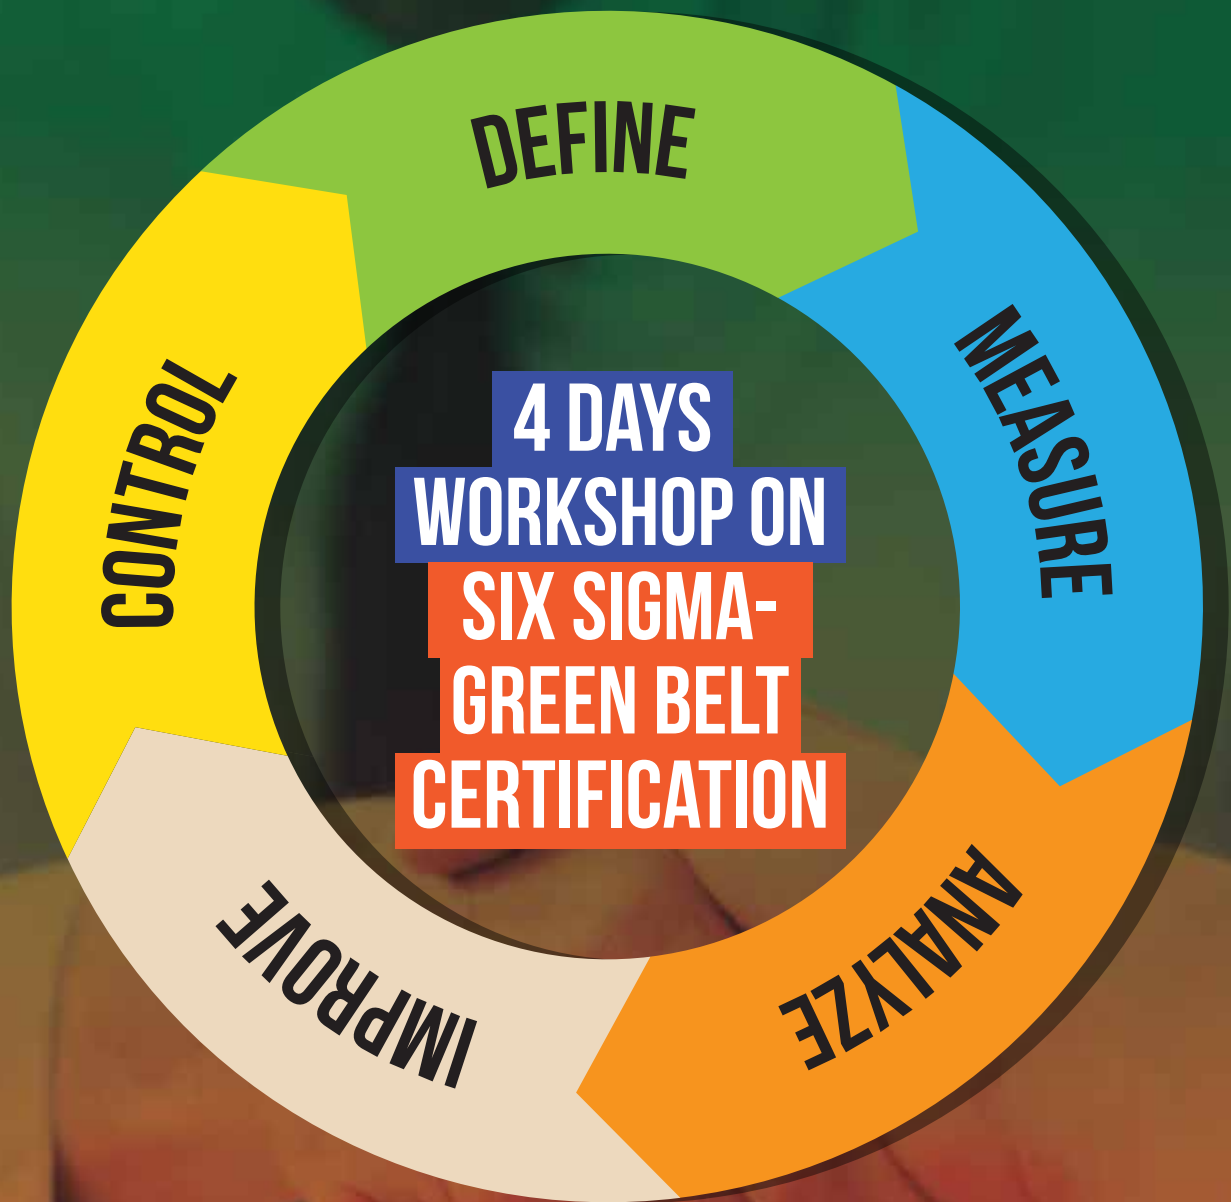 DEFINE
MEASURE
ANALYZE
IMPROVE
CONTROL
4 DAYS
WORKSHOP ON
SIX SIGMA-
GREEN BELT
CERTIFICATION